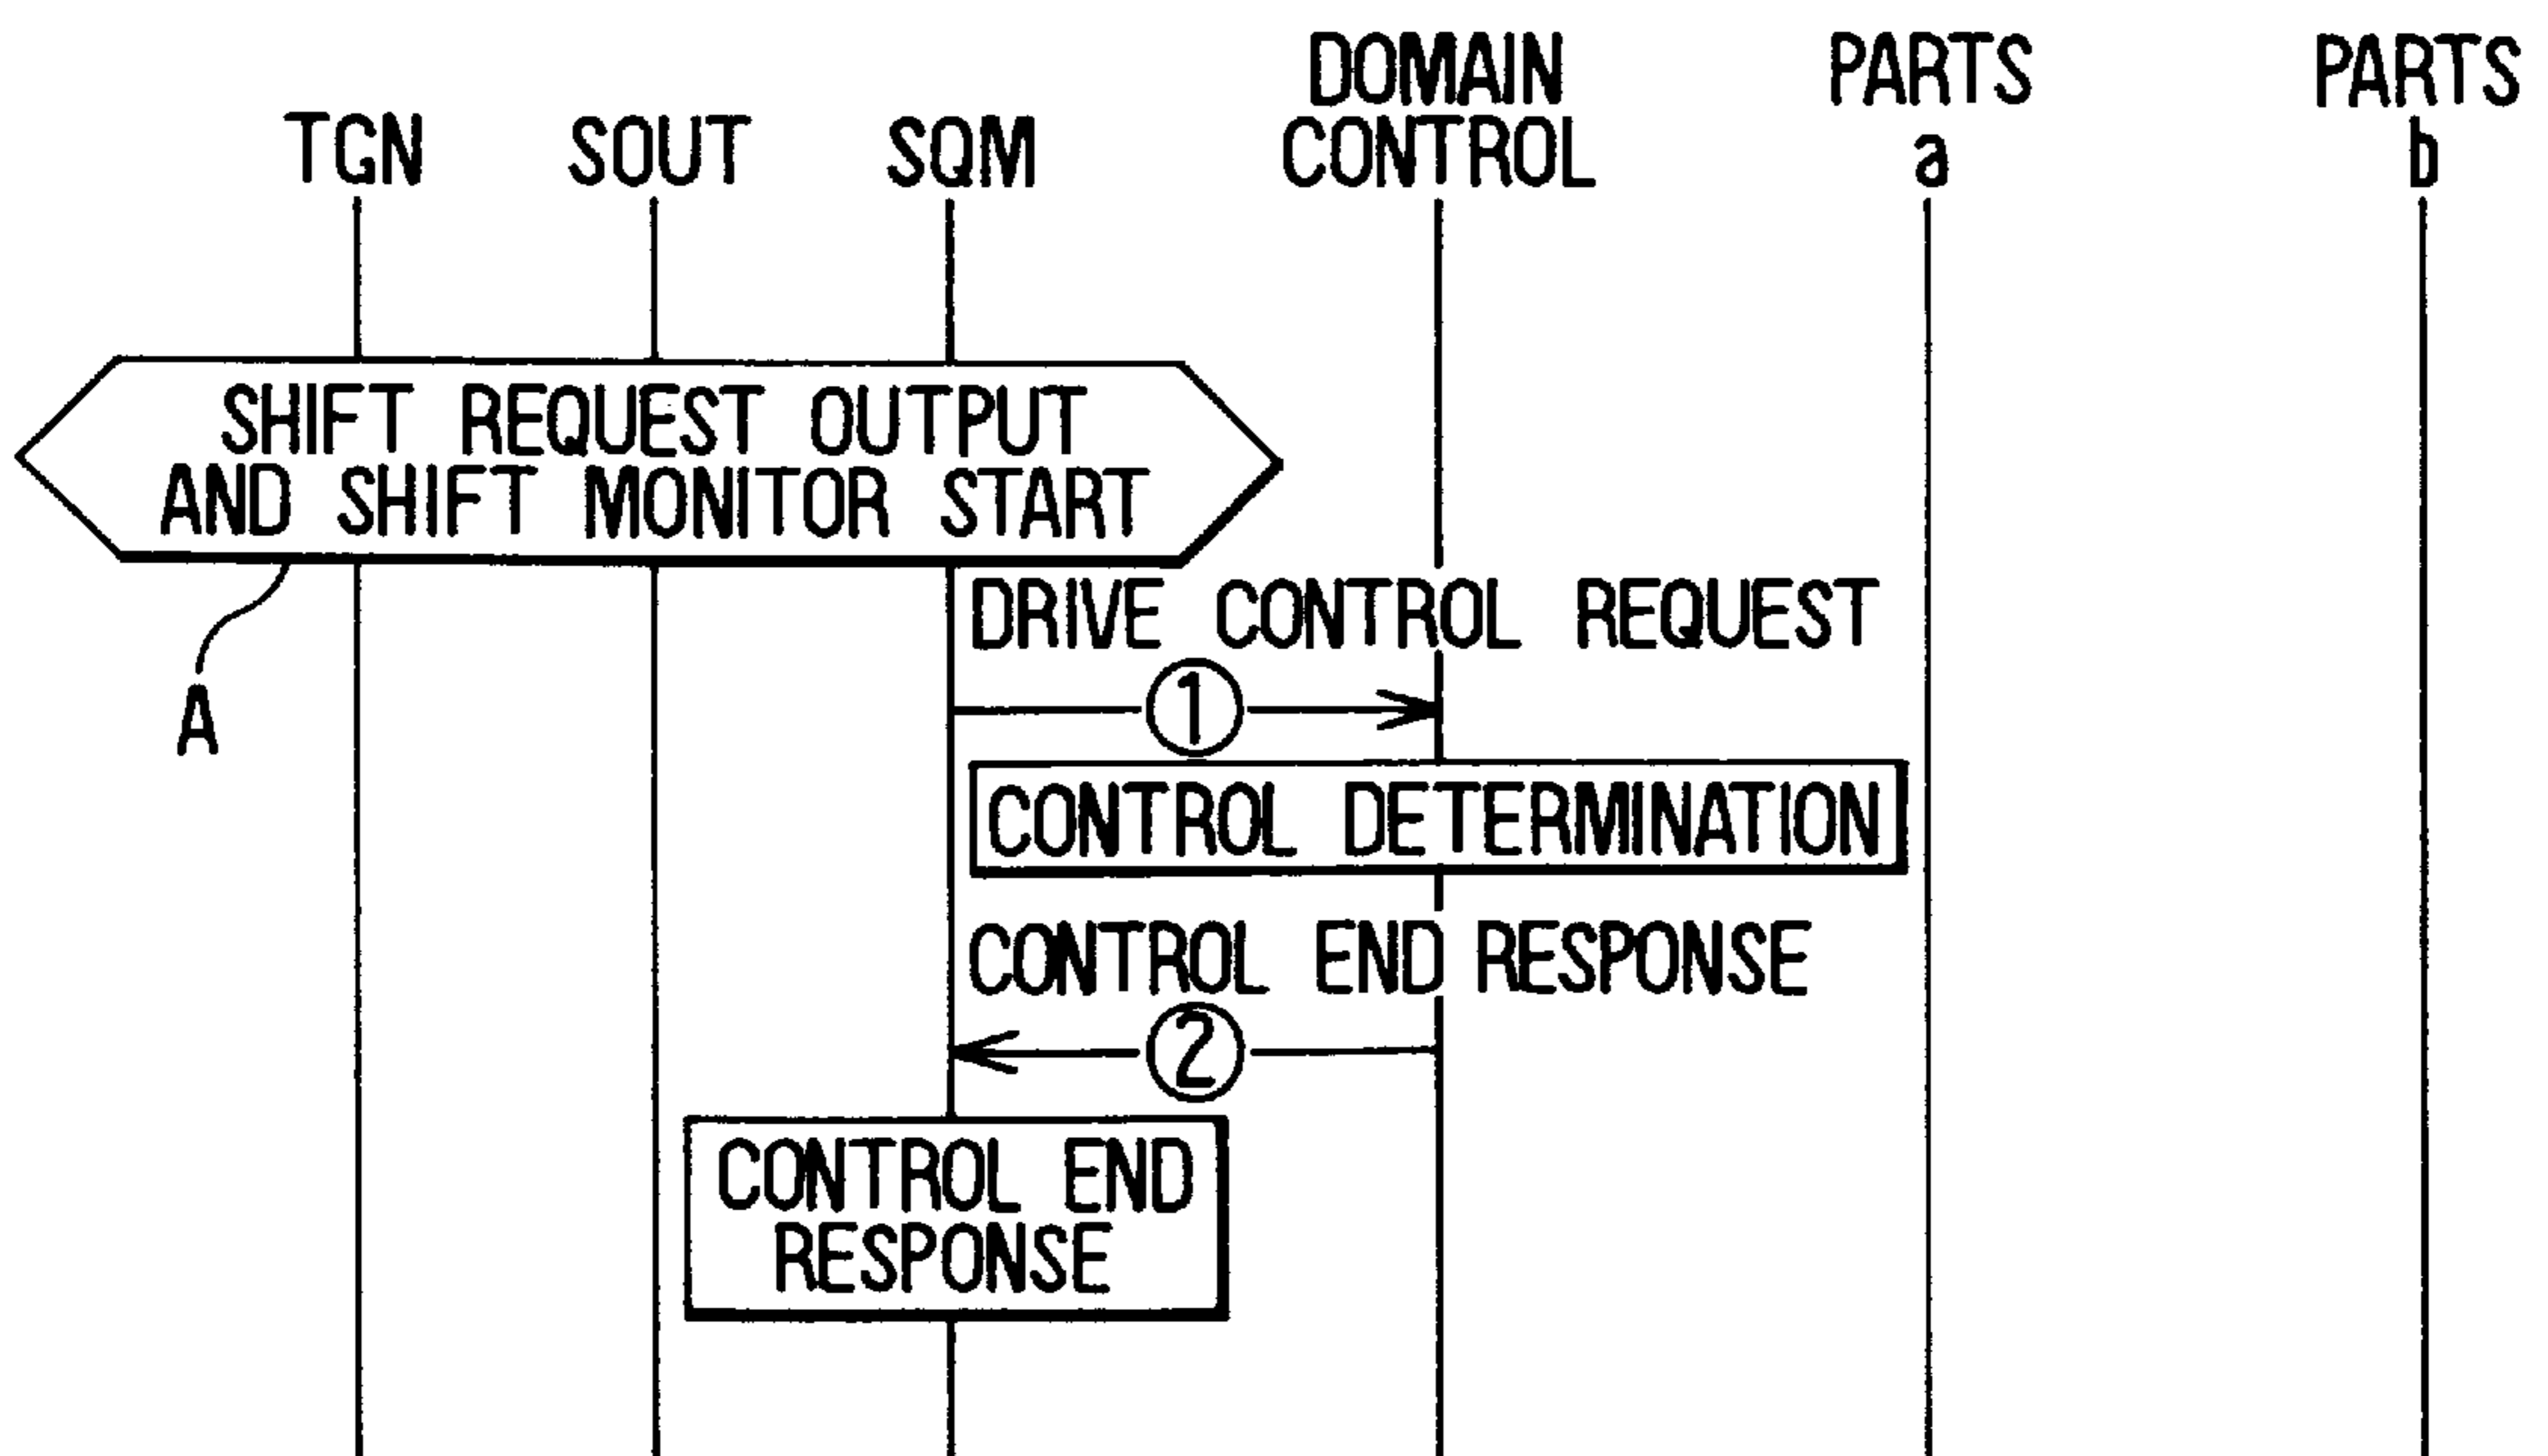 TGN
SOUT
SQM
DOMAIN
CONTROL
PARTS
a
PARTS
b
SHIFT REQUEST OUTPUT
AND SHIFT MONITOR START
A
DRIVE CONTROL REQUEST
1
CONTROL DETERMINATION
CONTROL END RESPONSE
2
CONTROL END
RESPONSE